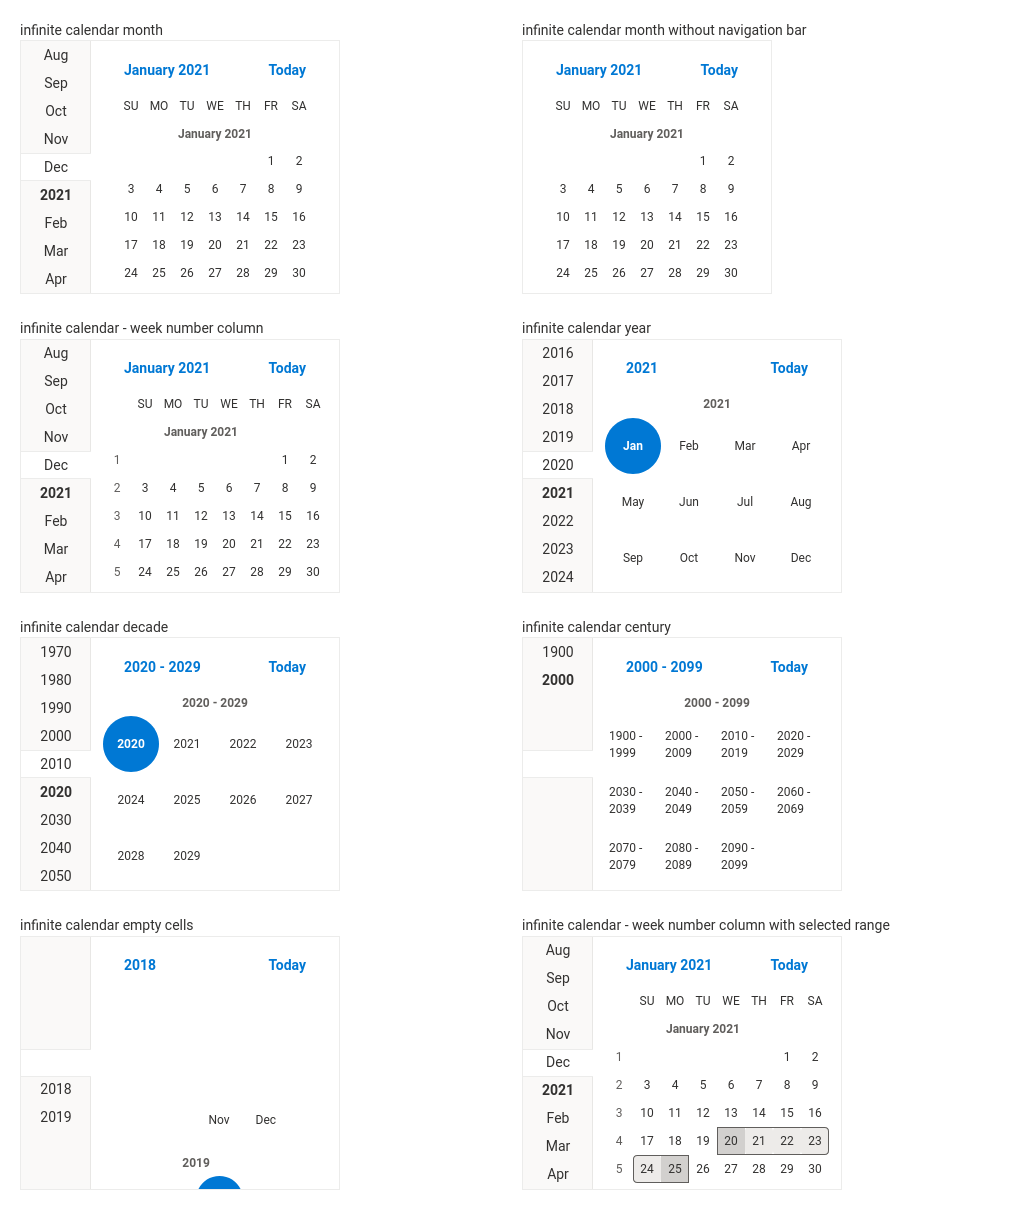 infinite calendar month
Aug
Sep
Oct
Nov
Dec
2021
Feb
Mar
Apr
January 2021 Today
SU MO TU WE TH FR SA
January 2021
1 2
3 4 5 6 7 8 9
10 11 12 13 14 15 16
17 18 19 20 21 22 23
24 25 26 27 28 29 30
infinite calendar month without navigation bar
January 2021 Today
SU MO TU WE TH FR SA
January 2021
1 2
3 4 5 6 7 8 9
10 11 12 13 14 15 16
17 18 19 20 21 22 23
24 25 26 27 28 29 30
infinite calendar - week number column
Aug
Sep
Oct
Nov
Dec
2021
Feb
Mar
Apr
January 2021 Today
SU MO TU WE TH FR SA
January 2021
1 1 2
2 3 4 5 6 7 8 9
3 10 11 12 13 14 15 16
4 17 18 19 20 21 22 23
5 24 25 26 27 28 29 30
infinite calendar year
2016
2017
2018
2019
2020
2021
2022
2023
2024
2021 Today
2021
Jan Feb Mar Apr
May Jun Jul Aug
Sep Oct Nov Dec
infinite calendar decade
1970
1980
1990
2000
2010
2020
2030
2040
2050
2020 - 2029 Today
2020 - 2029
2020 2021 2022 2023
2024 2025 2026 2027
2028 2029
infinite calendar century
1900
2000
2000 - 2099 Today
2000 - 2099
1900 - 2000 - 2010 - 2020 -
1999 2009 2019 2029
2030 - 2040 - 2050 - 2060 -
2039 2049 2059 2069
2070 - 2080 - 2090 -
2079 2089 2099
infinite calendar empty cells
2018
2019
2018 Today
Nov Dec
2019
infinite calendar - week number column with selected range
Aug
Sep
Oct
Nov
Dec
2021
Feb
Mar
Apr
January 2021 Today
SU MO TU WE TH FR SA
January 2021
1 1 2
2 3 4 5 6 7 8 9
3 10 11 12 13 14 15 16
4 17 18 19 20 21 22 23
5 24 25 26 27 28 29 30